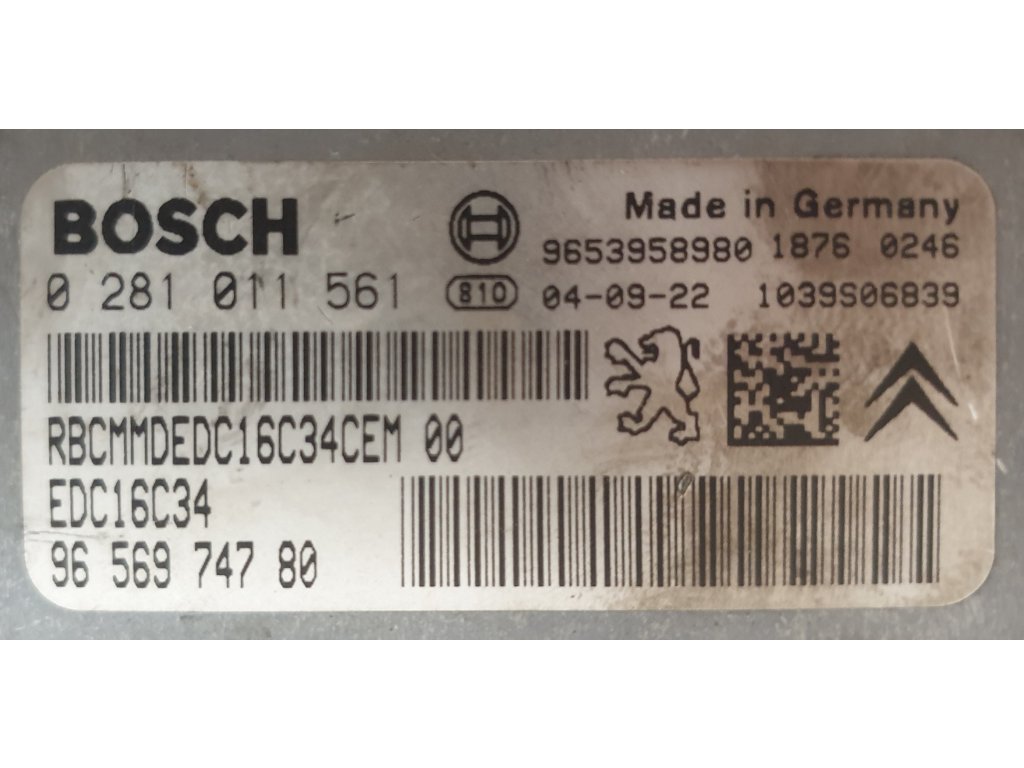 BOSCH
Made in Germany
9653958980 1876 0246
0 281 011 561 810 04-09-22 1039S06839
RBCMMDEDC16C34CEM 00
EDC16C34
96 569 747 80